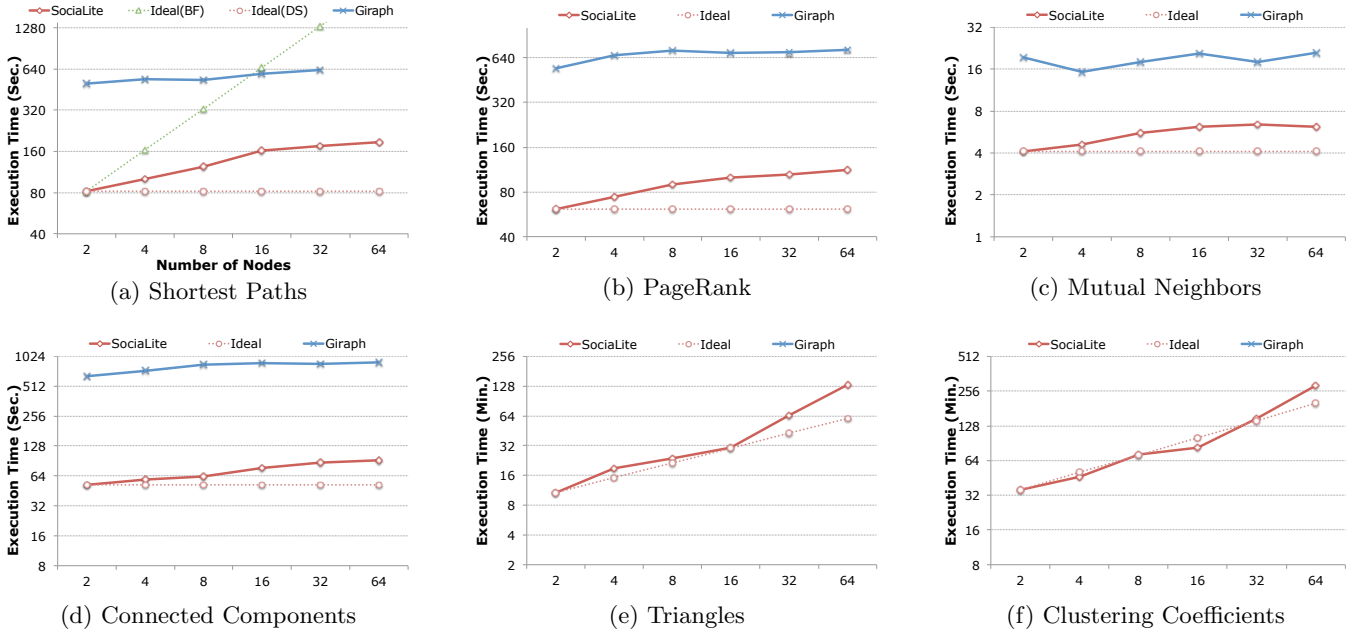 SociaLite Ideal(BF) Ideal(DS) Giraph
Execution Time (Sec.)
1280
640
320
160
80
40
2 4 8 16 32 64
Number of Nodes
(a) Shortest Paths
SociaLite Ideal Giraph
Execution Time (Sec.)
640
320
160
80
40
2 4 8 16 32 64
(b) PageRank
SociaLite Ideal Giraph
Execution Time (Sec.)
32
16
8
4
2
1
2 4 8 16 32 64
(c) Mutual Neighbors
SociaLite Ideal Giraph
Execution Time (Sec.)
1024
512
256
128
64
32
16
8
2 4 8 16 32 64
(d) Connected Components
SociaLite Ideal Giraph
Execution Time (Min.)
256
128
64
32
16
8
4
2
2 4 8 16 32 64
(e) Triangles
SociaLite Ideal Giraph
Execution Time (Min.)
512
256
128
64
32
16
8
2 4 8 16 32 64
(f) Clustering Coefficients